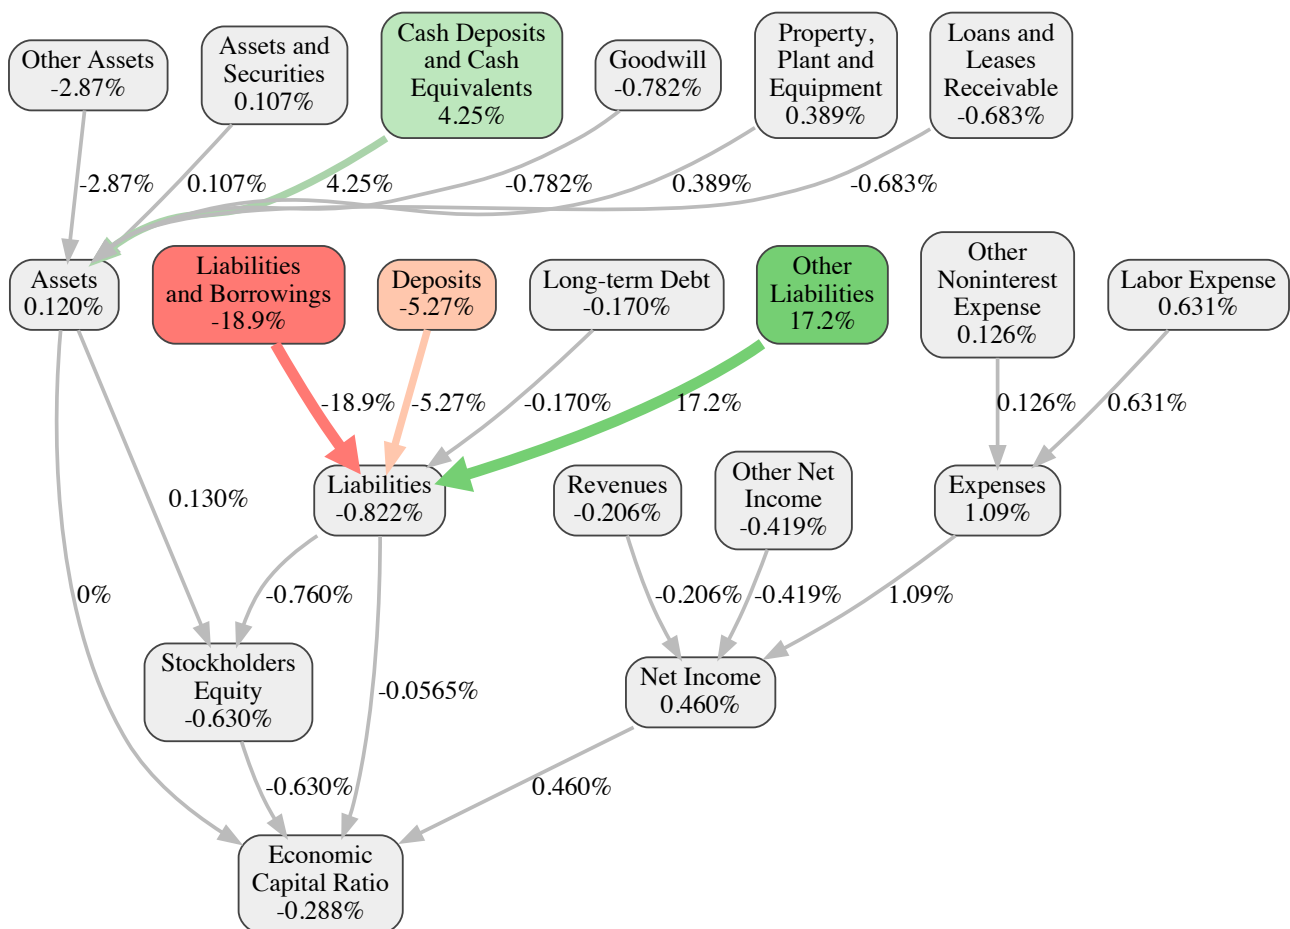 Other Assets
-2.87%
Assets and
Securities
0.107%
Cash Deposits
and Cash
Equivalents
4.25%
Goodwill
-0.782%
Property,
Plant and
Equipment
0.389%
Loans and
Leases
Receivable
-0.683%
-2.87%
0.107%
4.25%
-0.782%
0.389%
-0.683%
Assets
0.120%
Liabilities
and Borrowings
-18.9%
Deposits
-5.27%
Long-term Debt
-0.170%
Other
Liabilities
17.2%
Other
Noninterest
Expense
0.126%
Labor Expense
0.631%
-18.9%
-5.27%
-0.170%
17.2%
0.126%
0.631%
0.130%
Liabilities
-0.822%
Revenues
-0.206%
Other Net
Income
-0.419%
Expenses
1.09%
0%
-0.760%
-0.206%
-0.419%
1.09%
Stockholders
Equity
-0.630%
-0.0565%
Net Income
0.460%
-0.630%
0.460%
Economic
Capital Ratio
-0.288%